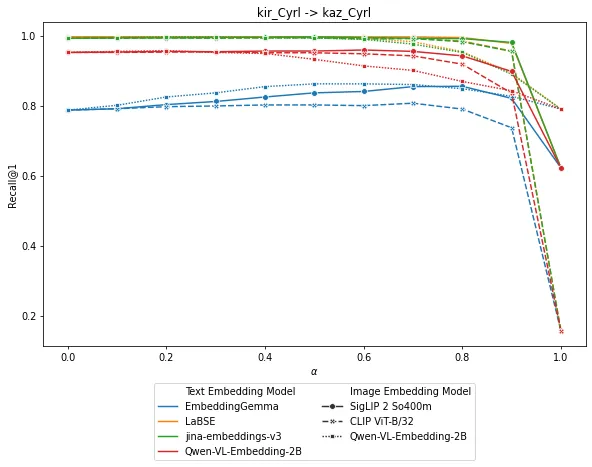 kir_Cyrl -> kaz_Cyrl
Recall@1
1.0
0.8
0.6
0.4
0.2
0.0 0.2 0.4 0.6 0.8 1.0
α
Text Embedding Model
EmbeddingGemma
LaBSE
jina-embeddings-v3
Qwen-VL-Embedding-2B
Image Embedding Model
SigLIP 2 So400m
CLIP ViT-B/32
Qwen-VL-Embedding-2B